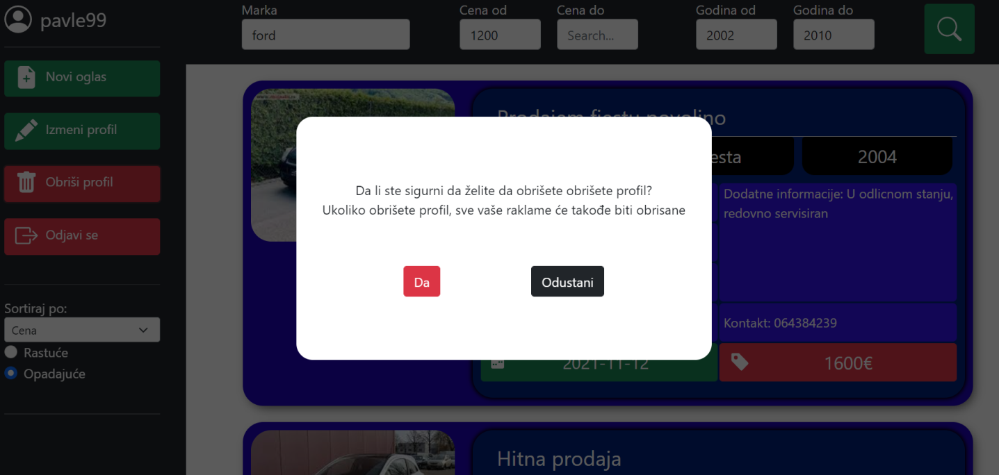 pavle99
Marka
Cena od
Cena do
Godina od
Godina do
ford
1200
Search...
2002
2010
Novi oglas
Izmeni profil
Obriši profil
Odjavi se
Sortiraj po:
Cena
Rastuće
Opadajuće
Prodajem fiestu povoljno
2004
Dodatne informacije: U odlicnom stanju,
redovno servisiran
Kontakt: 064384239
2021-11-12
1600€
Da li ste sigurni da želite da obrišete obrišete profil?
Ukoliko obrišete profil, sve vaše raklame će takođe biti obrisane
Da
Odustani
Hitna prodaja